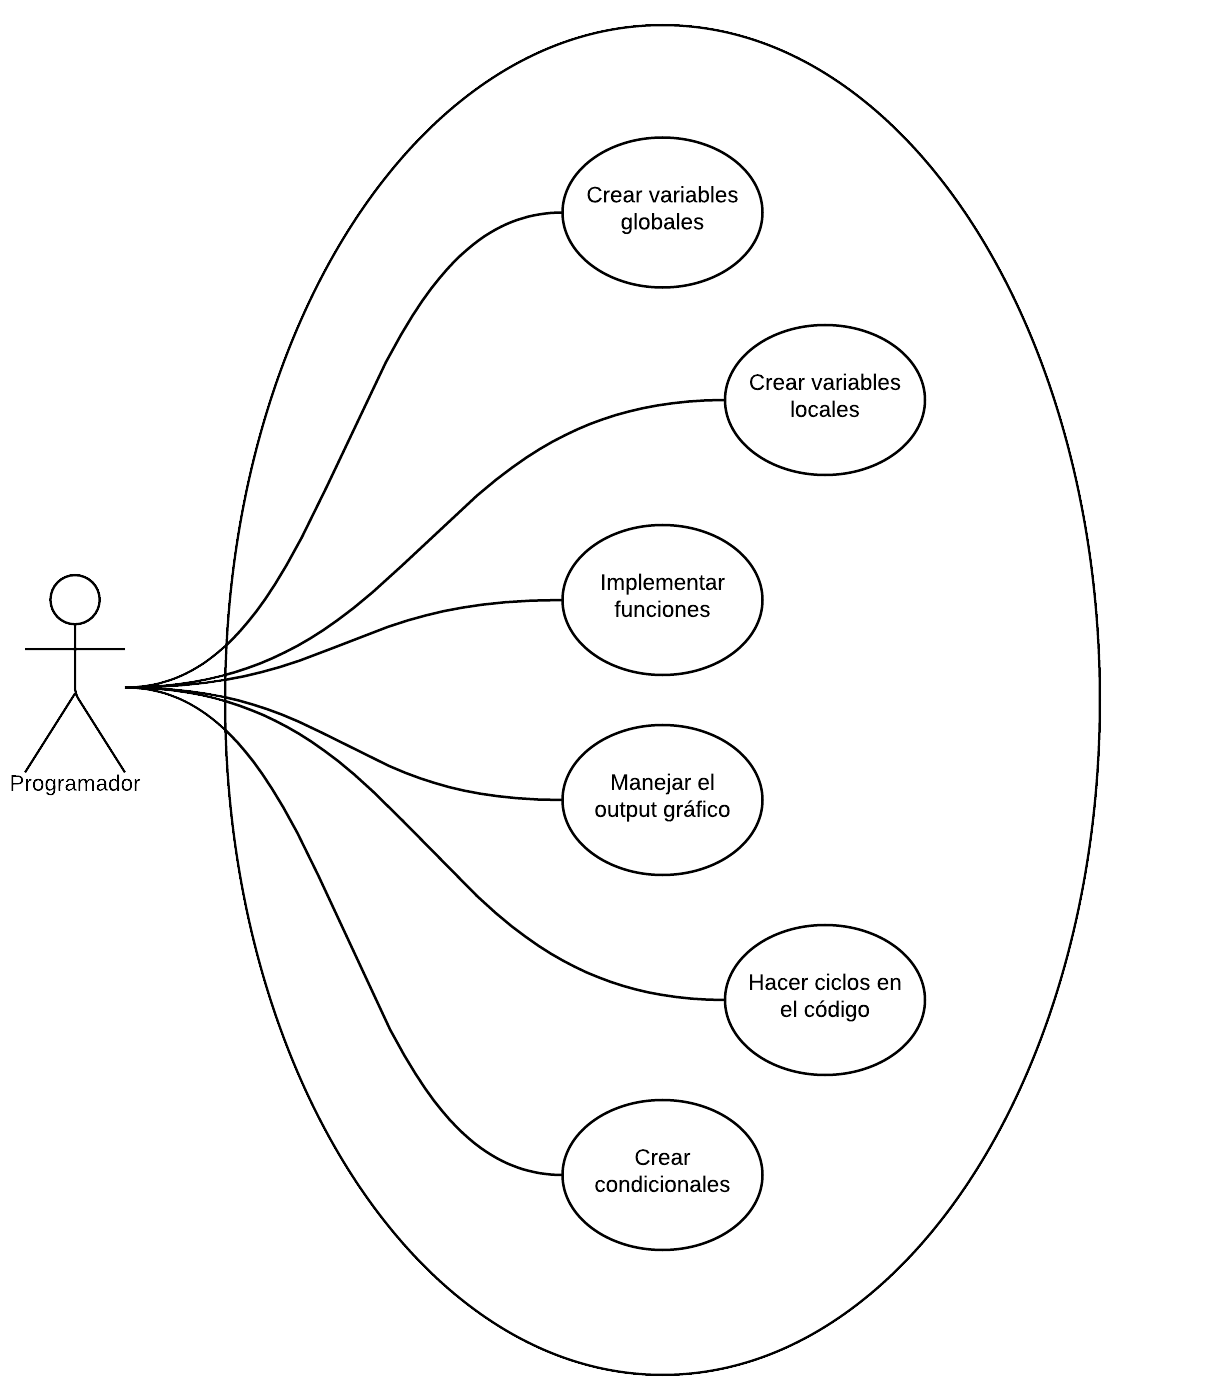 Crear variables
globales
Crear variables
locales
Implementar
funciones
Programador
Manejar el
output gráfico
Hacer ciclos en
el código
Crear
condicionales